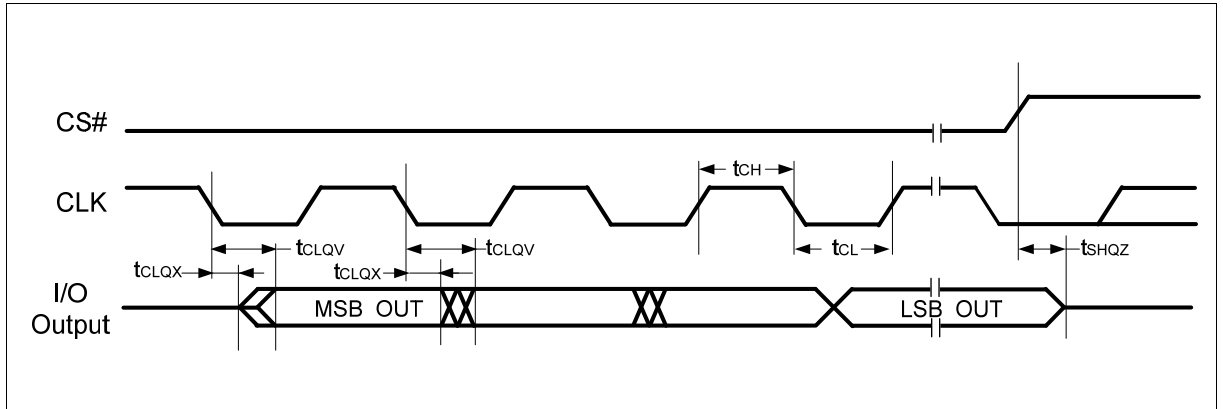 CS#
tCH
CLK
tCLQV
tCLQV
tCL
tSHQZ
tCLQX
tCLQX
I/O
Output
MSB OUT
LSB OUT